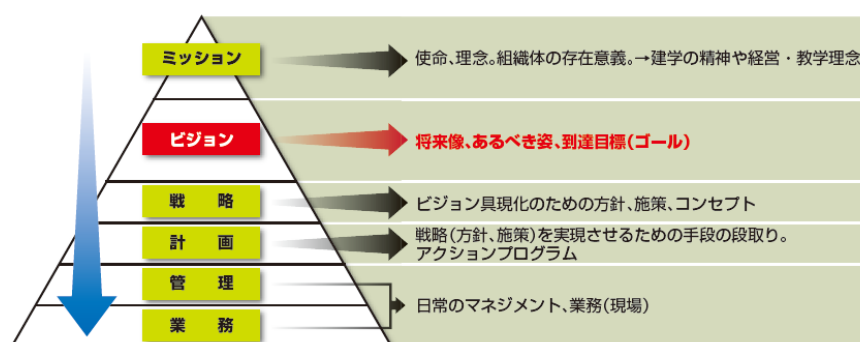 ミッション
使命、理念。組織体の存在意義。→建学の精神や経営・教学理念
ビジョン
将来像、あるべき姿、到達目標(ゴール)
戦 略
ビジョン具現化のための方針、施策、コンセプト
計 画
戦略(方針、施策)を実現させるための手段の段取り。
アクションプログラム
管 理
日常のマネジメント、業務(現場)
業 務